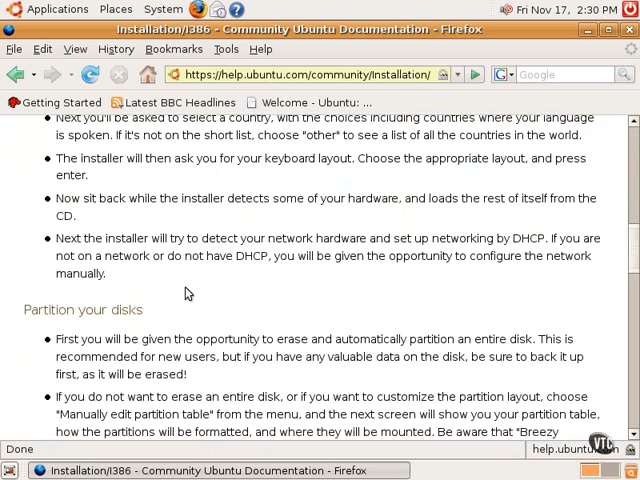 Applications Places System Fri Nov 17, 2:30 PM
Installation/I386 - Community Ubuntu Documentation - Firefox
File Edit View History Bookmarks Tools Help
https://help.ubuntu.com/community/Installation/ G Google
Getting Started Latest BBC Headlines Welcome - Ubuntu: ...
Next you'll be asked to select a country, with the choices including countries where your language
is spoken. If it's not on the short list, choose "other" to see a list of all the countries in the world.
The installer will then ask you for your keyboard layout. Choose the appropriate layout, and press
enter.
Now sit back while the installer detects some of your hardware, and loads the rest of itself from the
CD.
Next the installer will try to detect your network hardware and set up networking by DHCP. If you are
not on a network or do not have DHCP, you will be given the opportunity to configure the network
manually.
Partition your disks
First you will be given the opportunity to erase and automatically partition an entire disk. This is
recommended for new users, but if you have any valuable data on the disk, be sure to back it up
first, as it will be erased!
If you do not want to erase an entire disk, or if you want to customize the partition layout, choose
"Manually edit partition table" from the menu, and the next screen will show you your partition table,
how the partitions will be formatted, and where they will be mounted. Be aware that "Breezy
Done help.ubuntu. VTC
Installation/I386 - Community Ubuntu Documentation - Firefox